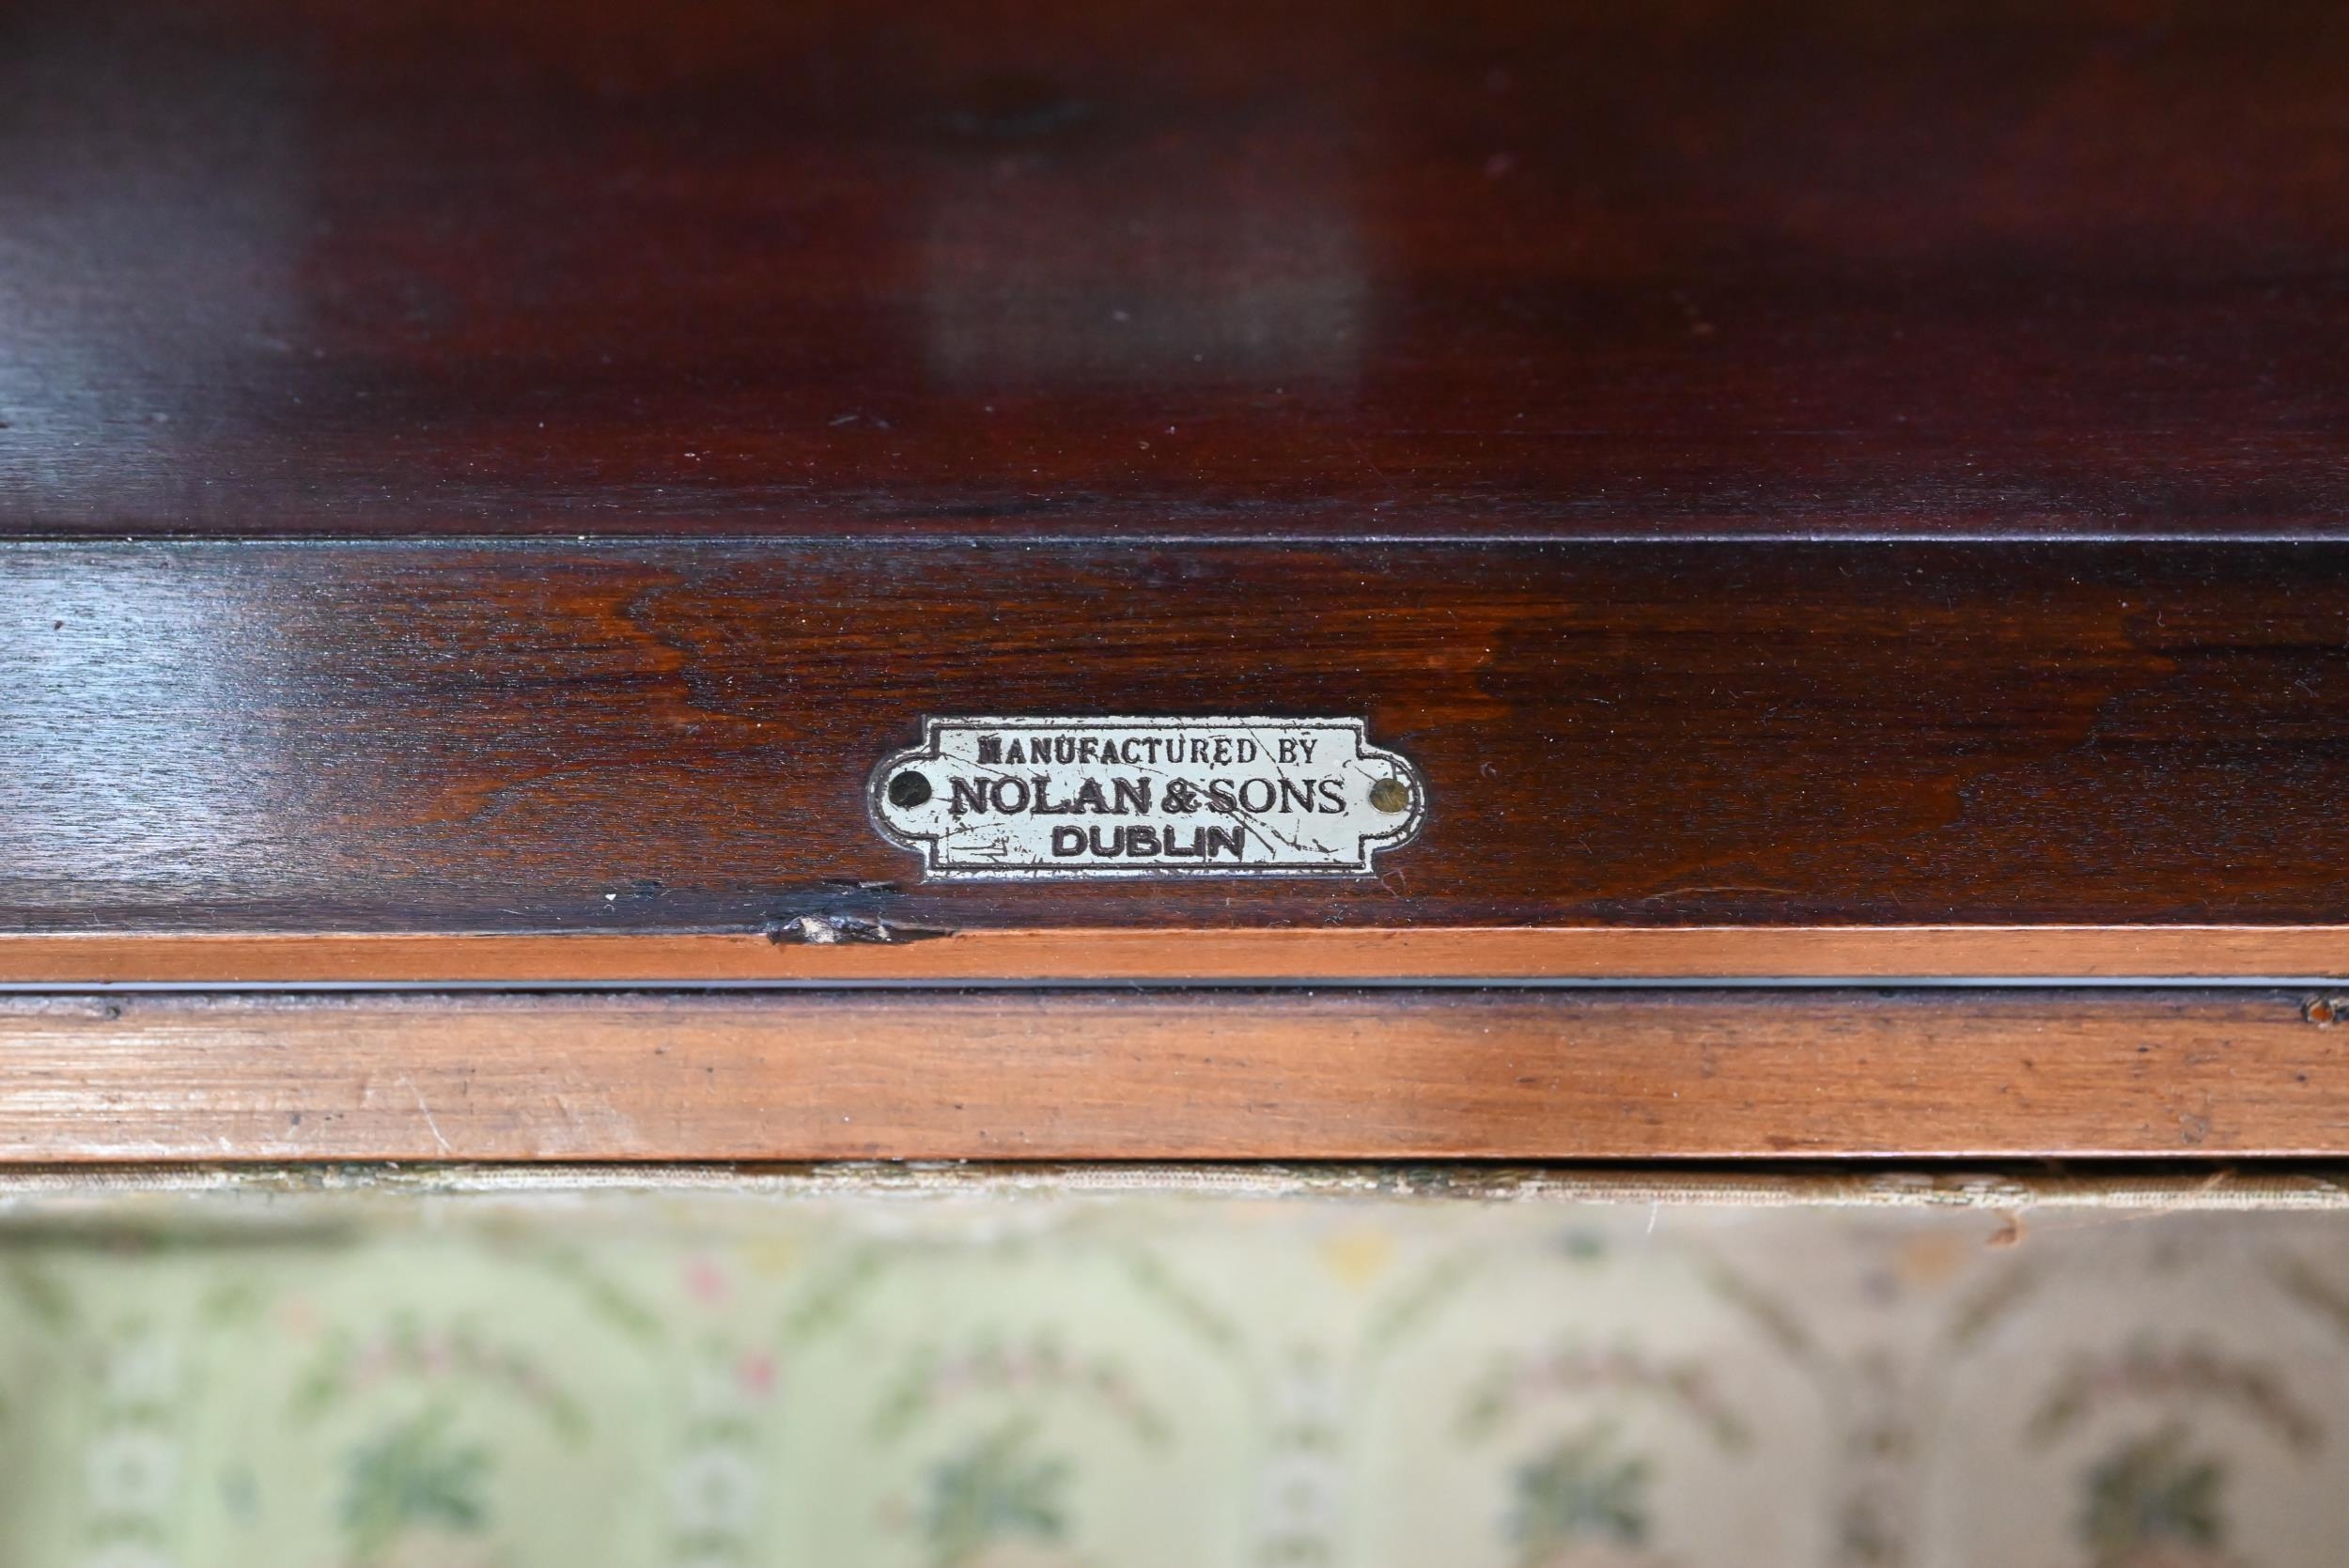 MANUFACTURED BY
NOLAN & SONS
DUBLIN